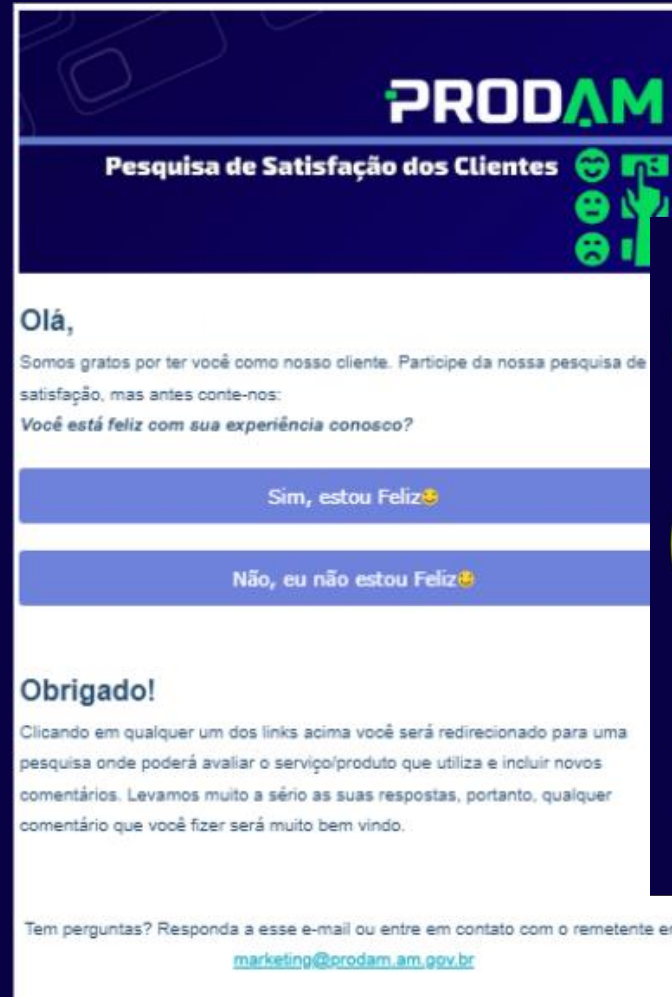 PRODAM
Pesquisa de Satisfação dos Clientes
Olá,
Somos gratos por ter você como nosso cliente. Participe da nossa pesquisa de
satisfação, mas antes conte-nos:
Você está feliz com sua experiência conosco?
Sim, estou Feliz
Não, eu não estou Feliz
Obrigado!
Clicando em qualquer um dos links acima você será redirecionado para uma
pesquisa onde poderá avaliar o serviço/produto que utiliza e incluir novos
comentários. Levamos muito a sério as suas respostas, portanto, qualquer
comentário que você fizer será muito bem vindo.
Tem perguntas? Responda a esse e-mail ou entre em contato com o remetente
marketing@prodam.am.gov.br